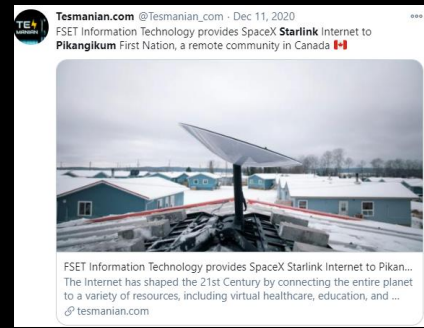 TES
MANIAN
Tesmanian.com @Tesmanian_com · Dec 11, 2020
FSET Information Technology provides SpaceX Starlink Internet to
Pikangikum First Nation, a remote community in Canada 🇨🇦
FSET Information Technology provides SpaceX Starlink Internet to Pikan...
The Internet has shaped the 21st Century by connecting the entire planet
to a variety of resources, including virtual healthcare, education, and ...
tesmanian.com